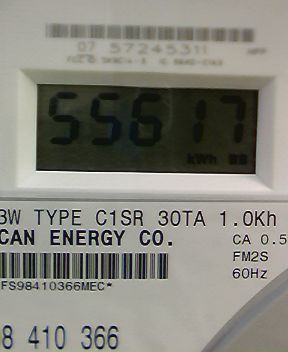 07 57245311
55617
kWh
3W TYPE C1SR 30TA 1.0Kh
CAN ENERGY CO.
CA 0.5
FM2S
60Hz
FS98410366MEC*
98 410 366